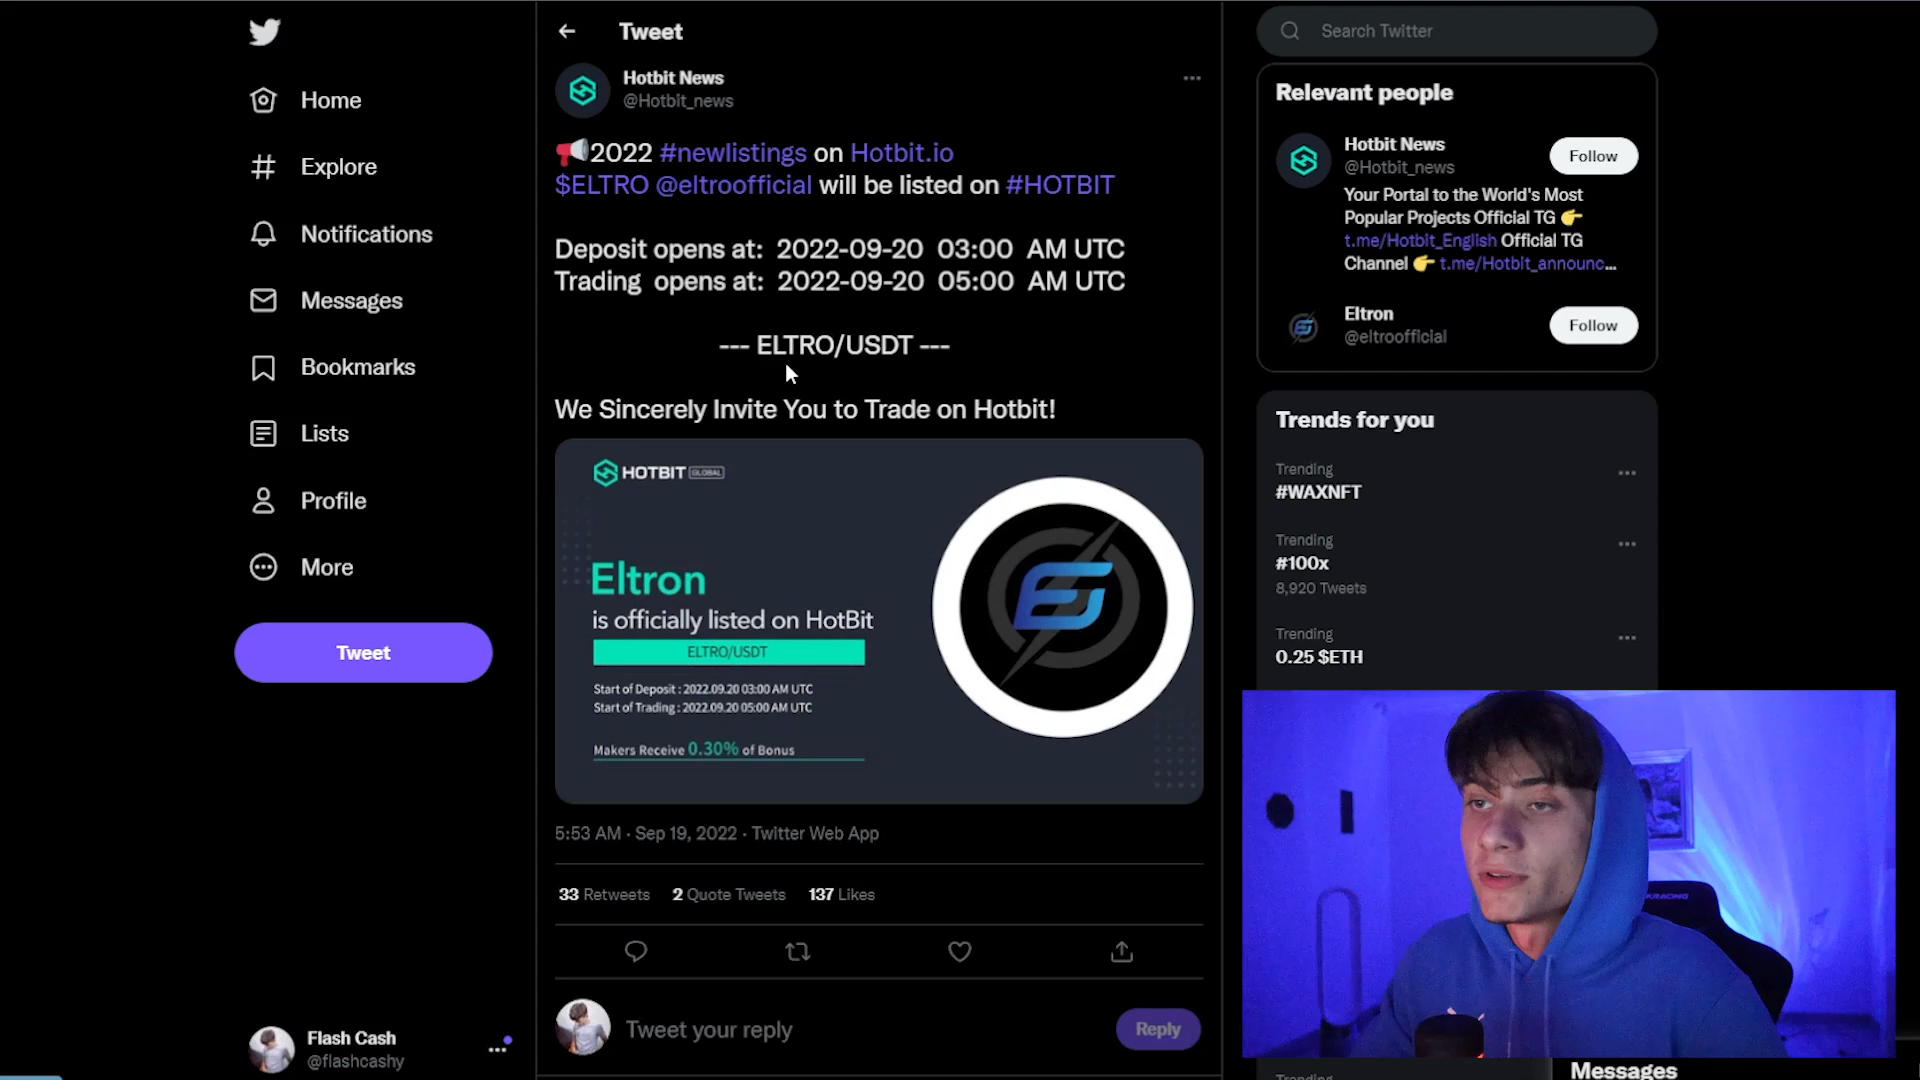 Home
Explore
Notifications
Messages
Bookmarks
Lists
Profile
More
Tweet
Flash Cash
@flashcashy
Tweet
Hotbit News
@Hotbit_news
2022 #newlistings on Hotbit.io
$ELTRO @eltroofficial will be listed on #HOTBIT
Deposit opens at: 2022-09-20 03:00 AM UTC
Trading opens at: 2022-09-20 05:00 AM UTC
--- ELTRO/USDT ---
We Sincerely Invite You to Trade on Hotbit!
HOTBIT GLOBAL
Eltron
is officially listed on HotBit
ELTRO/USDT
Start of Deposit : 2022.09.20 03:00 AM UTC
Start of Trading : 2022.09.20 05:00 AM UTC
Makers Receive 0.30% of Bonus
5:53 AM · Sep 19, 2022 · Twitter Web App
33 Retweets 2 Quote Tweets 137 Likes
Tweet your reply
Reply
Search Twitter
Relevant people
Hotbit News
@Hotbit_news
Follow
Your Portal to the World's Most
Popular Projects Official TG 👉
t.me/Hotbit_English Official TG
Channel 👉 t.me/Hotbit_announc...
Eltron
@eltroofficial
Follow
Trends for you
Trending
#WAXNFT
Trending
#100x
8,920 Tweets
Trending
0.25 $ETH
Trending
Messages